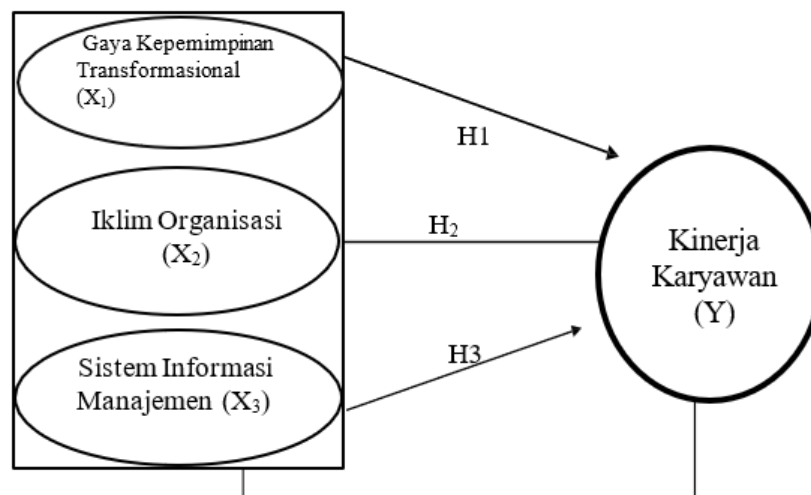 Gaya Kepemimpinan
Transformasional
(X₁)
H1
Iklim Organisasi
(X₂)
H₂
Kinerja
Karyawan
(Y)
Sistem Informasi
Manajemen (X₃)
H3